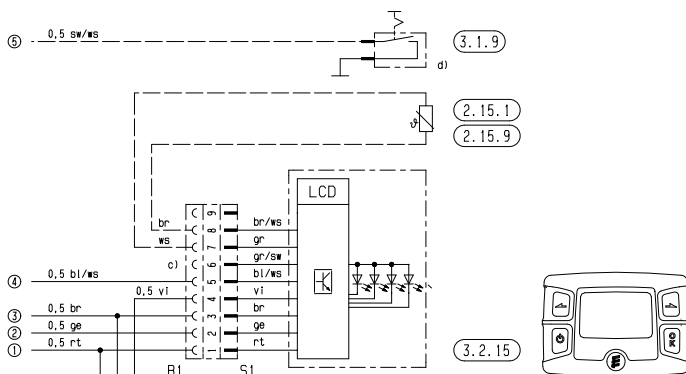 ⑤ 0,5 sw/ws
3.1.9
d)
2.15.1
2.15.9
LCD
9
br 8 br/ws
ws 7 gr
c) 6 gr/sw
④ 0,5 bl/ws 5 bl/ws
0,5 vi 4 vi
③ 0,5 br 3 br
② 0,5 ge 2 ge
① 0,5 rt 1 rt
3.2.15
OK
B1 S1